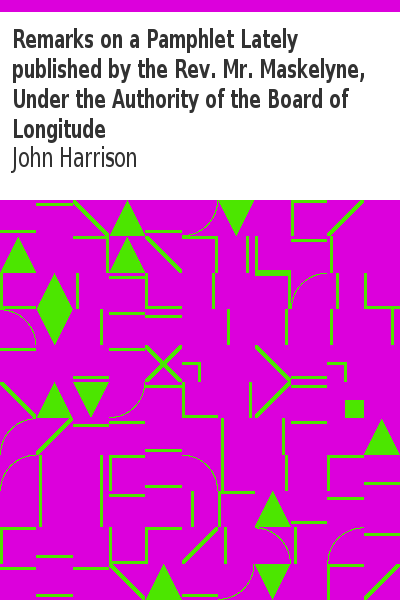 Remarks on a Pamphlet Lately
published by the Rev. Mr. Maskelyne,
Under the Authority of the Board of
Longitude
John Harrison